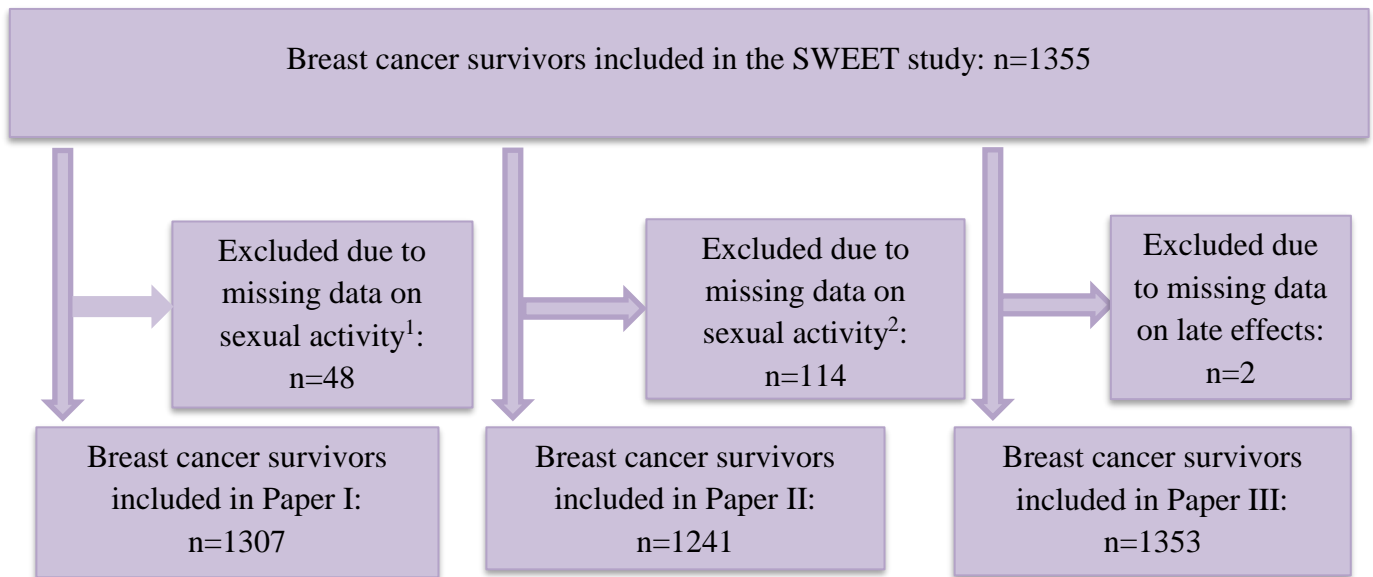 Breast cancer survivors included in the SWEET study: n=1355
Excluded due to
missing data on
sexual activity¹:
n=48
Excluded due to
missing data on
sexual activity²:
n=114
Excluded due
to missing data
on late effects:
n=2
Breast cancer survivors
included in Paper I:
n=1307
Breast cancer survivors
included in Paper II:
n=1241
Breast cancer survivors
included in Paper III:
n=1353